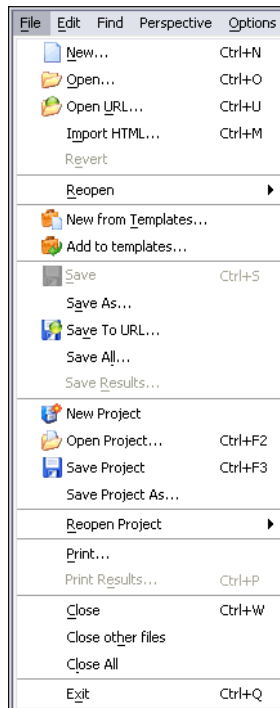 File Edit Find Perspective Options
New... Ctrl+N
Open... Ctrl+O
Open URL... Ctrl+U
Import HTML... Ctrl+M
Revert
Reopen
New from Templates...
Add to templates...
Save Ctrl+S
Save As...
Save To URL...
Save All...
Save Results...
New Project
Open Project... Ctrl+F2
Save Project Ctrl+F3
Save Project As...
Reopen Project
Print...
Print Results... Ctrl+P
Close Ctrl+W
Close other files
Close All
Exit Ctrl+Q